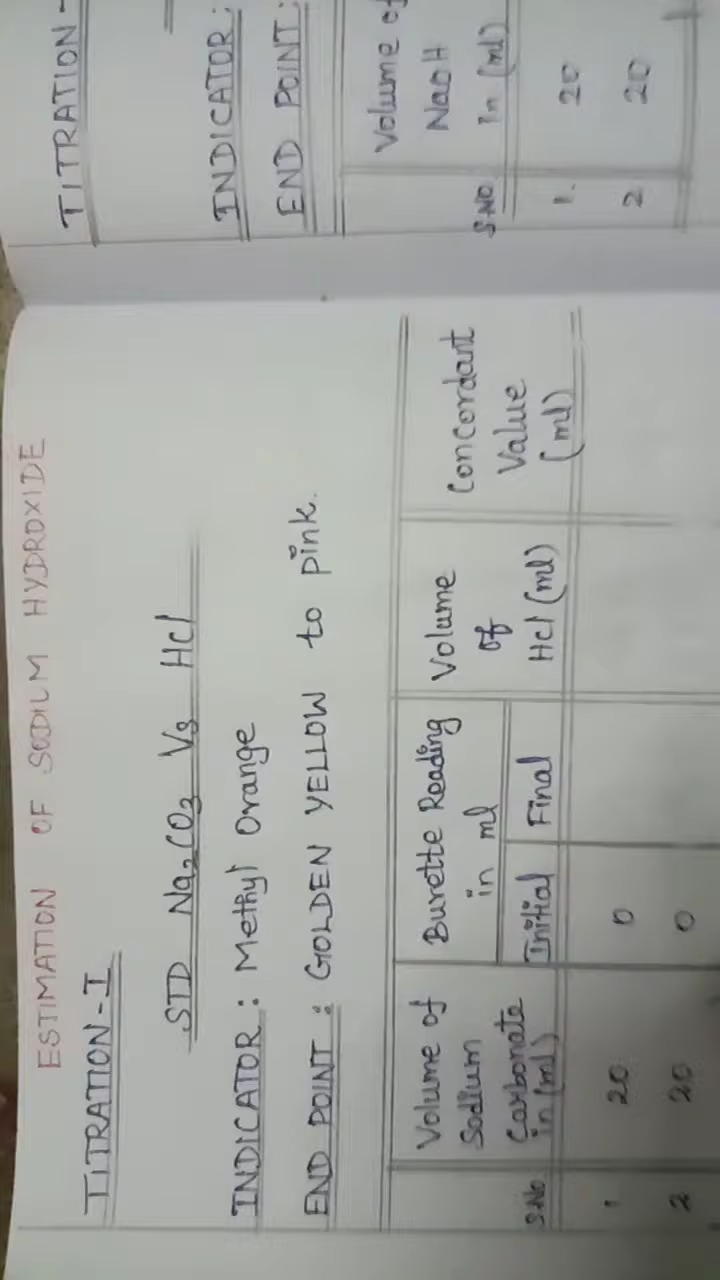 ESTIMATION OF SODIUM HYDROXIDE
TITRATION-I
STD Na2CO3 Vs Hcl
INDICATOR : Methyl Orange
END POINT : GOLDEN YELLOW to pink.
S.No Volume of Sodium Carbonate in (ml) Burette Reading in ml Initial Final Volume of Hcl (ml) Concordant Value (ml)
1 20 0
2 20 0
TITRATION-
INDICATOR:
END POINT:
S.NO Volume of NaoH in (ml)
1. 20
2 20